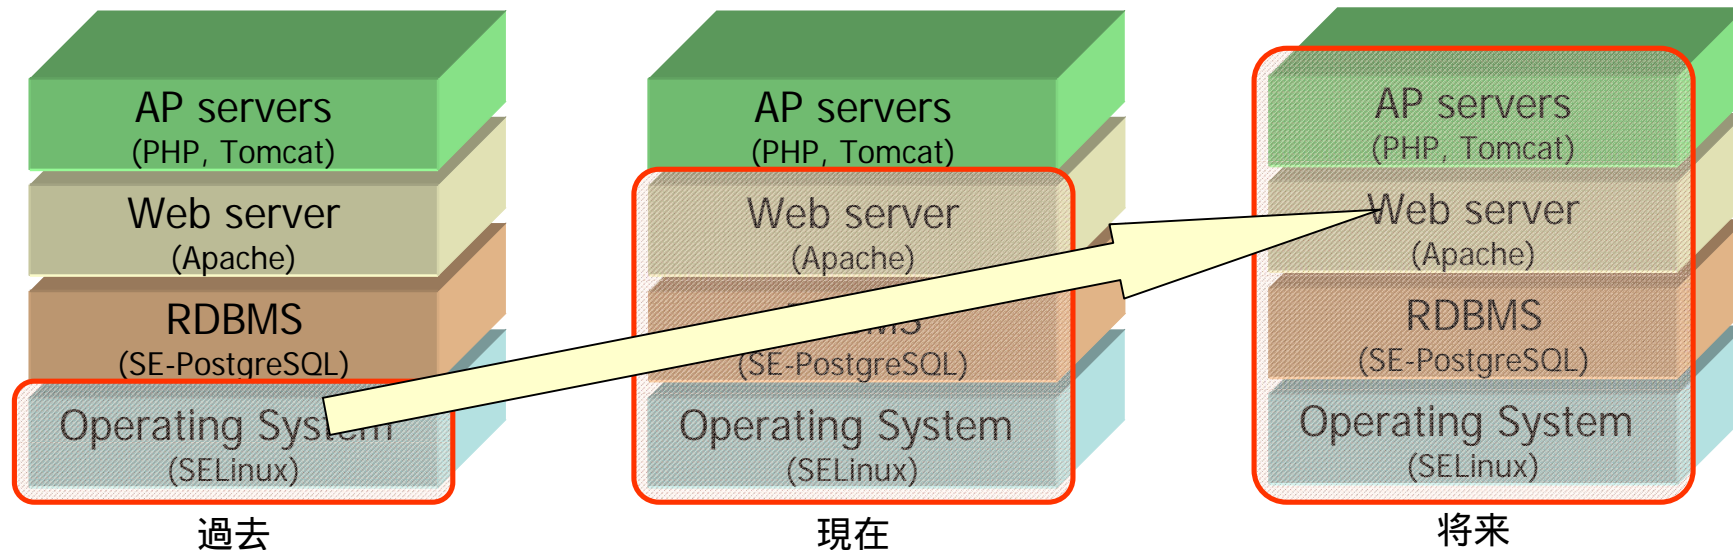 AP servers
(PHP, Tomcat)
Web server
(Apache)
RDBMS
(SE-PostgreSQL)
Operating System
(SELinux)
過去
AP servers
(PHP, Tomcat)
Web server
(Apache)
RDBMS
(SE-PostgreSQL)
Operating System
(SELinux)
現在
AP servers
(PHP, Tomcat)
Web server
(Apache)
RDBMS
(SE-PostgreSQL)
Operating System
(SELinux)
将来